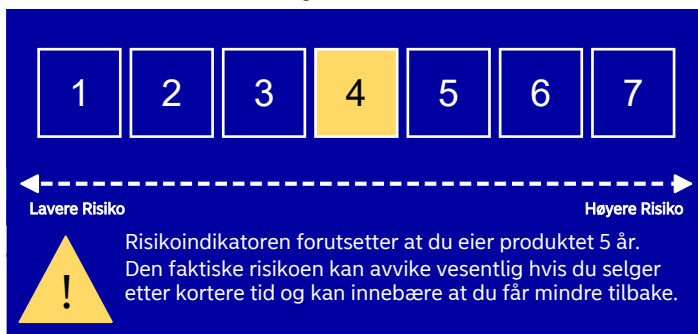 1 2 3 4 5 6 7
Lavere Risiko Høyere Risiko
! Risikoindikatoren forutsetter at du eier produktet 5 år.
Den faktiske risikoen kan avvike vesentlig hvis du selger
etter kortere tid og kan innebære at du får mindre tilbake.